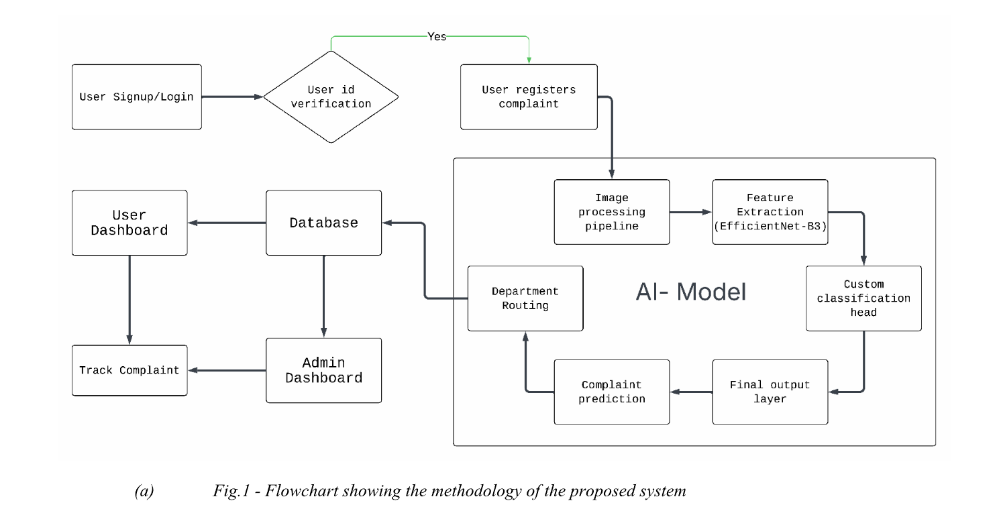 Yes
User Signup/Login
User id
verification
User registers
complaint
Image
processing
pipeline
Feature
Extraction
(EfficientNet-B3)
User
Dashboard
Database
Department
Routing
AI- Model
Custom
classification
head
Track Complaint
Admin
Dashboard
Complaint
prediction
Final output
layer
(a) Fig.1 - Flowchart showing the methodology of the proposed system